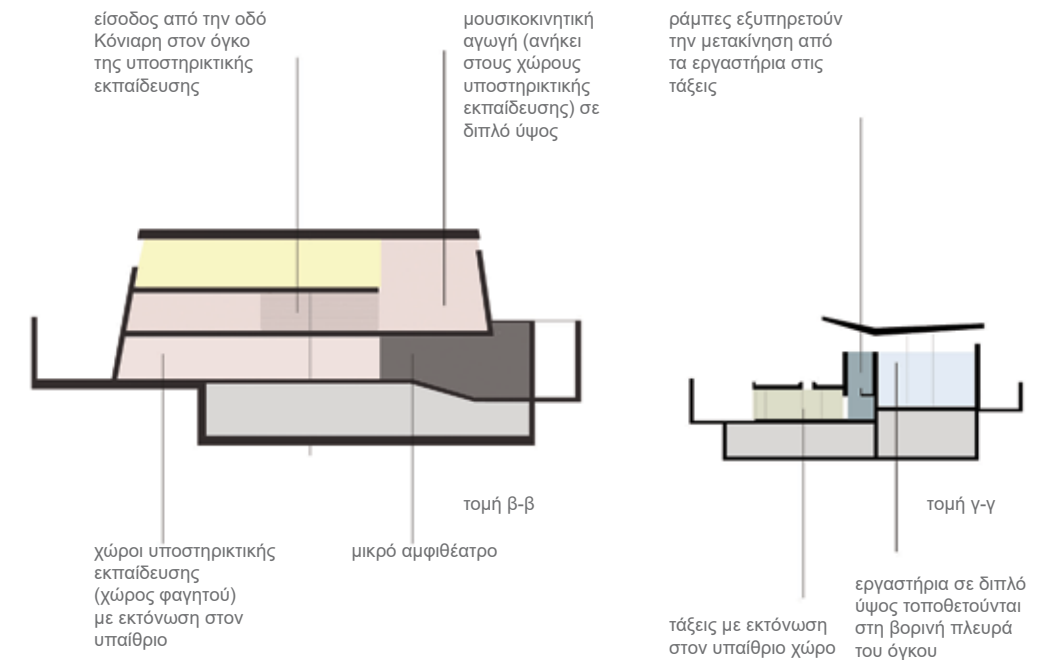 είσοδος από την οδό
Κόνιαρη στον όγκο
της υποστηρικτικής
εκπαίδευσης
μουσικοκινητική
αγωγή (ανήκει
στους χώρους
υποστηρικτικής
εκπαίδευσης) σε
διπλό ύψος
ράμπες εξυπηρετούν
την μετακίνηση από
τα εργαστήρια στις
τάξεις
τομή β-β
τομή γ-γ
χώροι υποστηρικτικής
εκπαίδευσης
(χώρος φαγητού)
με εκτόνωση στον
υπαίθριο
μικρό αμφιθέατρο
τάξεις με εκτόνωση
στον υπαίθριο χώρο
εργαστήρια σε διπλό
ύψος τοποθετούνται
στη βορινή πλευρά
του όγκου